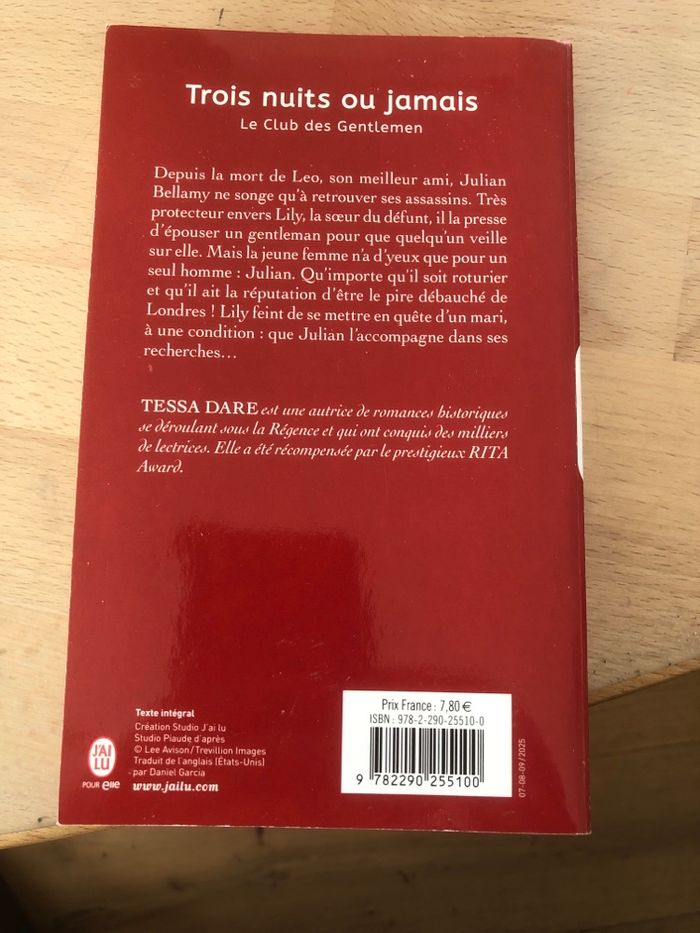 Trois nuits ou jamais
Le Club des Gentlemen
Depuis la mort de Leo, son meilleur ami, Julian
Bellamy ne songe qu'à retrouver ses assassins. Très
protecteur envers Lily, la sœur du défunt, il la presse
d'épouser un gentleman pour que quelqu'un veille
sur elle. Mais la jeune femme n'a d'yeux que pour un
seul homme : Julian. Qu'importe qu'il soit roturier
et qu'il ait la réputation d'être le pire débauché de
Londres ! Lily feint de se mettre en quête d'un mari,
à une condition : que Julian l'accompagne dans ses
recherches…
TESSA DARE est une autrice de romances historiques
se déroulant sous la Régence et qui ont conquis des milliers
de lectrices. Elle a été récompensée par le prestigieux RITA
Award.
Texte intégral
Création Studio J'ai lu
Studio Piaude d'après
© Lee Avison/Trevillion Images
Traduit de l'anglais (États-Unis)
par Daniel Garcia
www.jailu.com
J'AI
LU
POUR elle
Prix France : 7,80 €
ISBN : 978-2-290-25510-0
9 782290 255100
07-08-09/2025